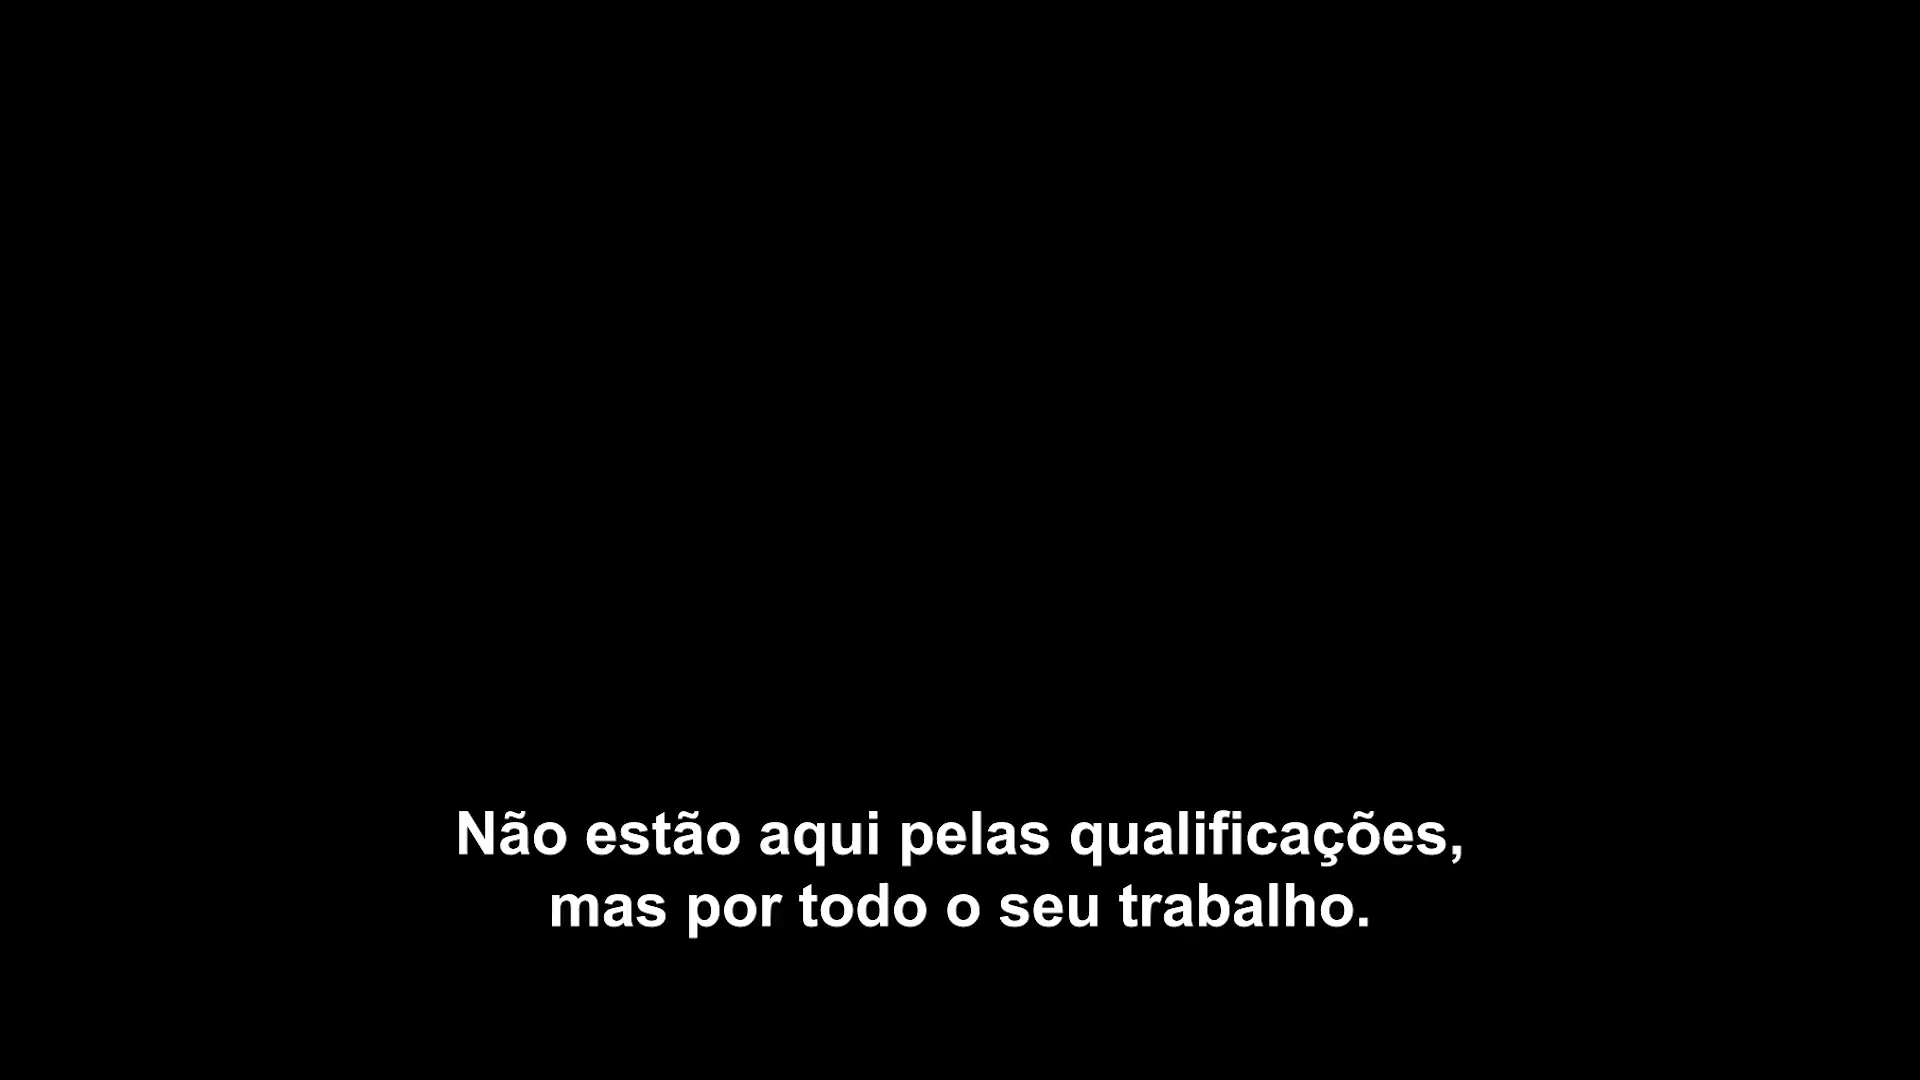 Não estão aqui pelas qualificações,
mas por todo o seu trabalho.